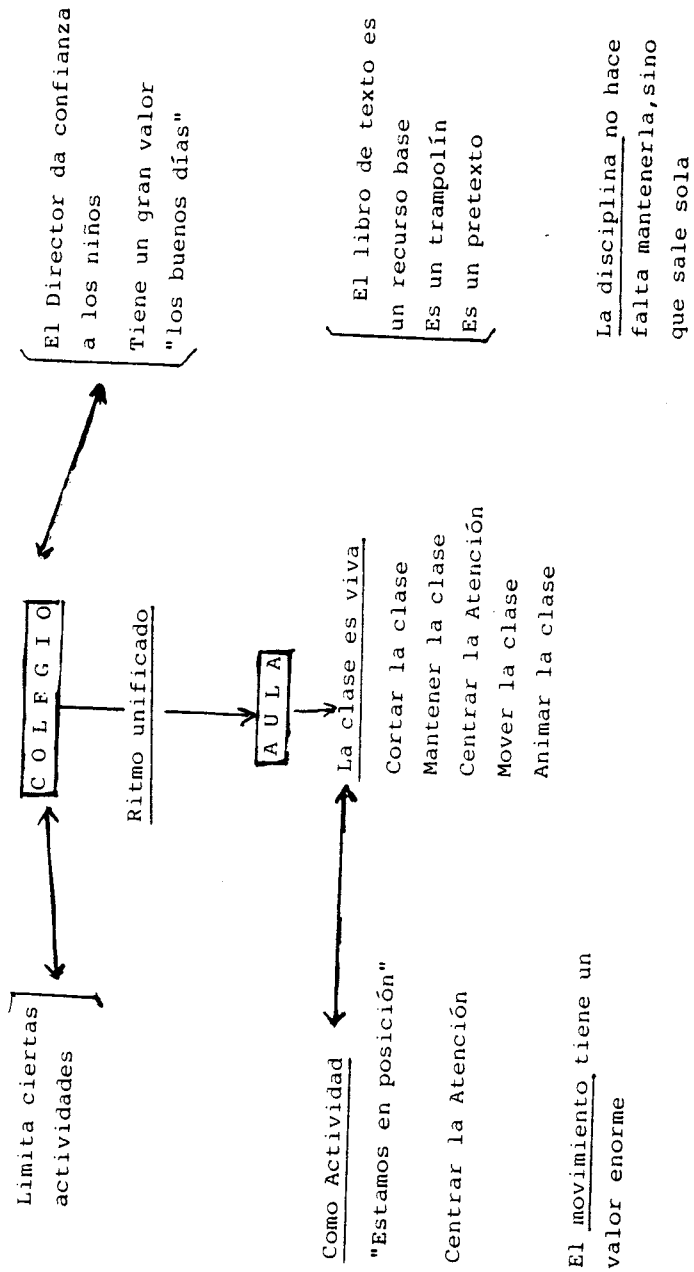 Limita ciertas
actividades
C O L E G I O
El Director da confianza
a los niños
Tiene un gran valor
"los buenos días"
Ritmo unificado
A U L A
Como Actividad
"Estamos en posición"
Centrar la Atención
La clase es viva
Cortar la clase
Mantener la clase
Centrar la Atención
Mover la clase
Animar la clase
El libro de texto es
un recurso base
Es un trampolín
Es un pretexto
El movimiento tiene un
valor enorme
La disciplina no hace
falta mantenerla,sino
que sale sola